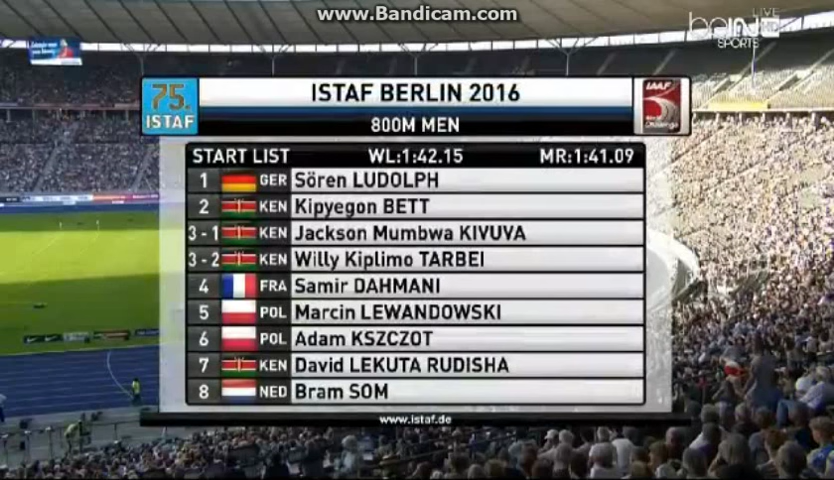 www.Bandicam.com
beIN
LIVE
HD
SPORTS
75.
ISTAF
ISTAF BERLIN 2016
800M MEN
IAAF
Challenge
START LIST WL:1:42.15 MR:1:41.09
1 GER Sören LUDOLPH
2 KEN Kipyegon BETT
3 - 1 KEN Jackson Mumbwa KIVUVA
3 - 2 KEN Willy Kiplimo TARBEI
4 FRA Samir DAHMANI
5 POL Marcin LEWANDOWSKI
6 POL Adam KSZCZOT
7 KEN David LEKUTA RUDISHA
8 NED Bram SOM
www.istaf.de